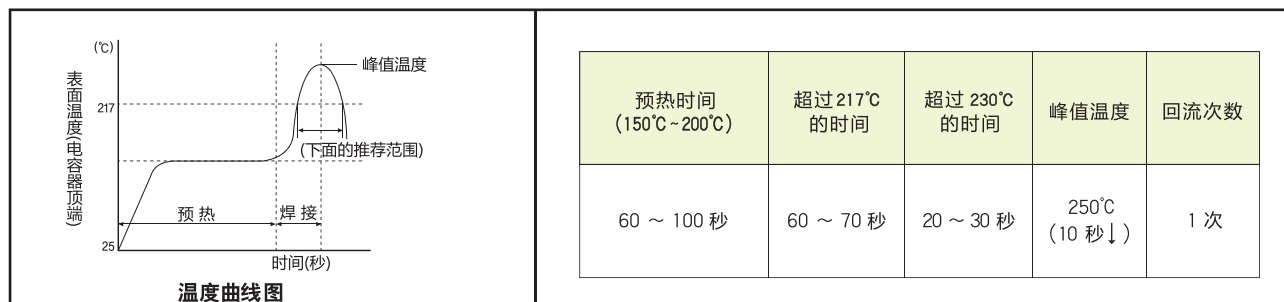 (℃)
峰值温度
表面温度(电容器顶端)
217
(下面的推荐范围)
预热
焊接
25
时间(秒)
温度曲线图
预热时间
(150℃~200℃)
超过217℃
的时间
超过 230℃
的时间
峰值温度
回流次数
60 ~ 100 秒
60 ~ 70 秒
20 ~ 30 秒
250℃
(10 秒↓)
1 次